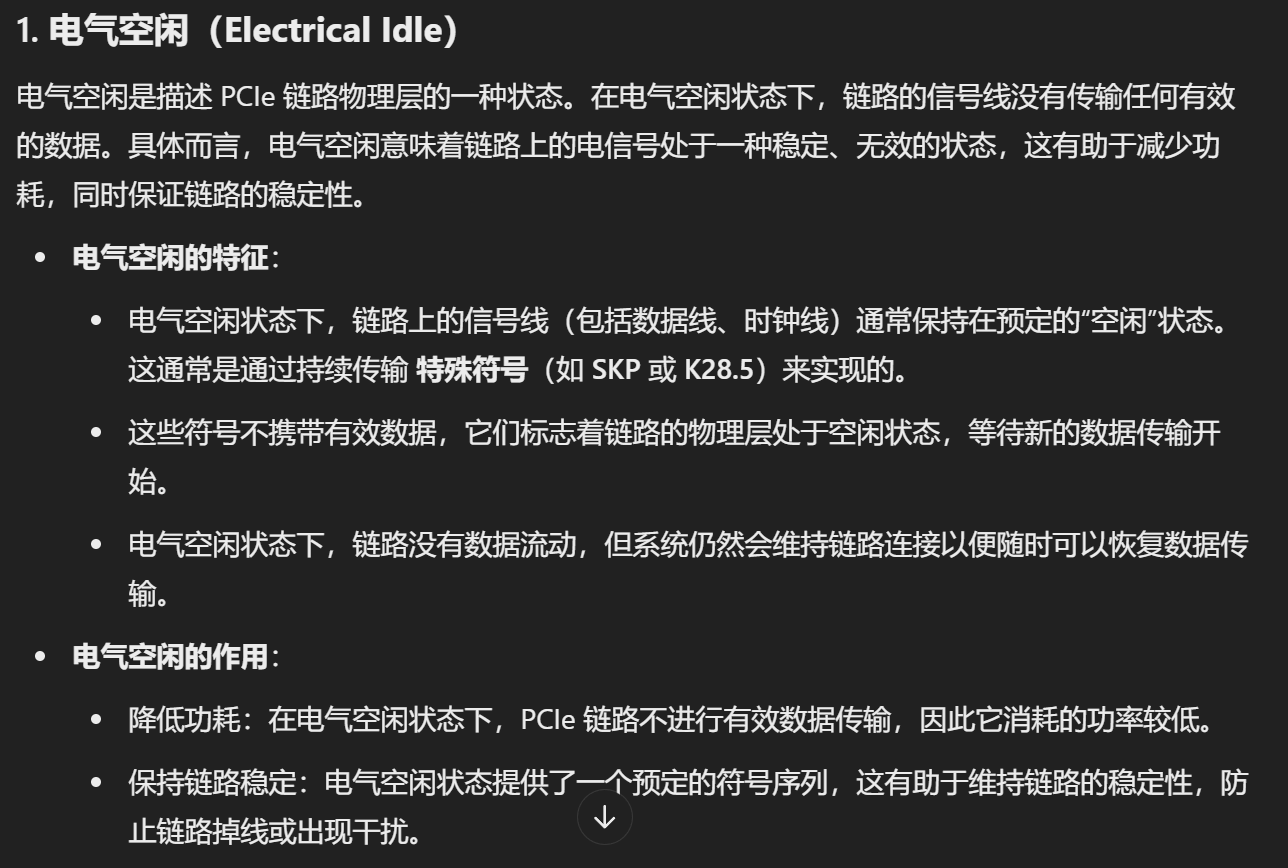 1. 电气空闲（Electrical Idle）
电气空闲是描述 PCIe 链路物理层的一种状态。在电气空闲状态下，链路的信号线没有传输任何有效
的数据。具体而言，电气空闲意味着链路上的电信号处于一种稳定、无效的状态，这有助于减少功
耗，同时保证链路的稳定性。
• 电气空闲的特征：
• 电气空闲状态下，链路上的信号线（包括数据线、时钟线）通常保持在预定的“空闲”状态。
这通常是通过持续传输 特殊符号（如 SKP 或 K28.5）来实现的。
• 这些符号不携带有效数据，它们标志着链路的物理层处于空闲状态，等待新的数据传输开
始。
• 电气空闲状态下，链路没有数据流动，但系统仍然会维持链路连接以便随时可以恢复数据传
输。
• 电气空闲的作用：
• 降低功耗：在电气空闲状态下，PCIe 链路不进行有效数据传输，因此它消耗的功率较低。
• 保持链路稳定：电气空闲状态提供了一个预定的符号序列，这有助于维持链路的稳定性，防
止链路掉线或出现干扰。